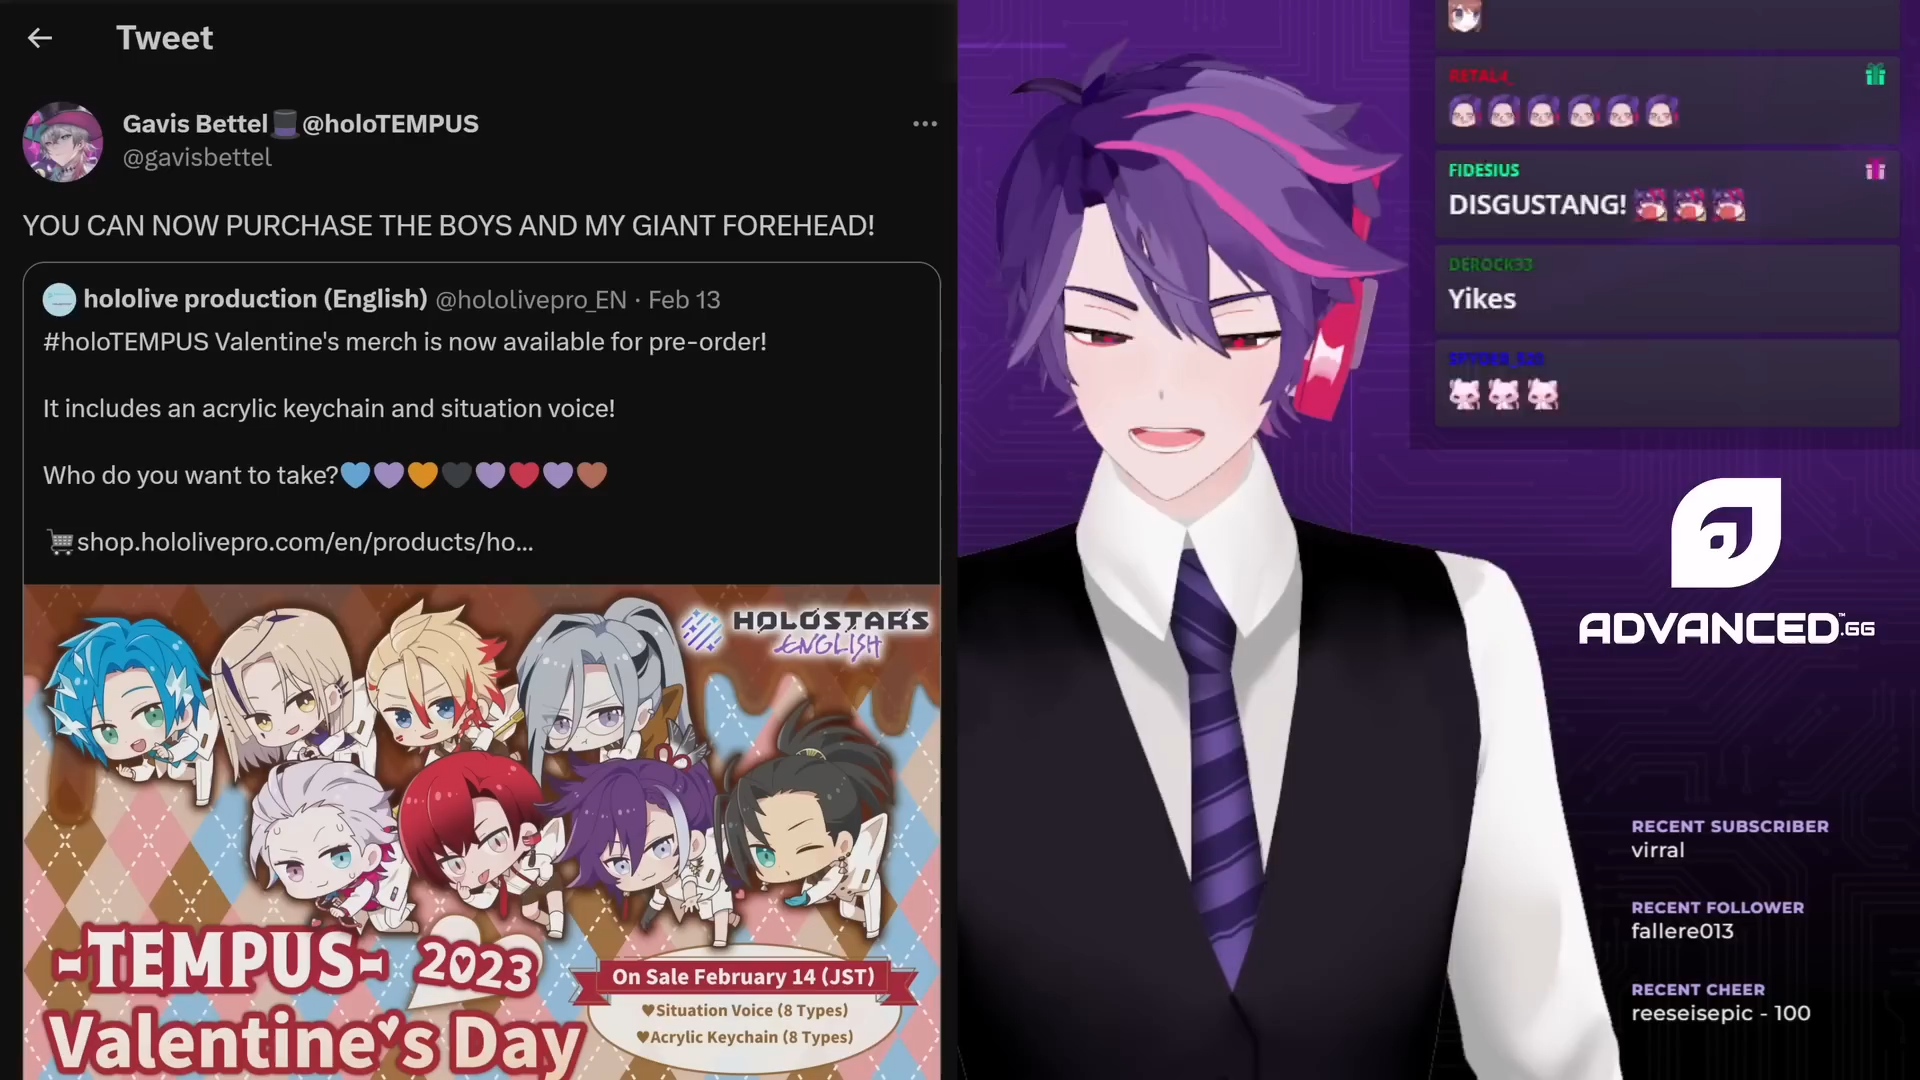 Tweet
Gavis Bettel🎩@holoTEMPUS
@gavisbettel
YOU CAN NOW PURCHASE THE BOYS AND MY GIANT FOREHEAD!
hololive production (English) @hololivepro_EN · Feb 13
#holoTEMPUS Valentine's merch is now available for pre-order!
It includes an acrylic keychain and situation voice!
Who do you want to take?💙💜🧡🖤💜❤️💜🤎
🛒shop.hololivepro.com/en/products/ho...
HOLOSTARS
ENGLISH
-TEMPUS- 2023
Valentine's Day
On Sale February 14 (JST)
♥Situation Voice (8 Types)
♥Acrylic Keychain (8 Types)
RETAL4_
FIDESIUS
DISGUSTANG!
DEROCK33
Yikes
ADVANCED™.GG
RECENT SUBSCRIBER
virral
RECENT FOLLOWER
fallere013
RECENT CHEER
reeseisepic - 100